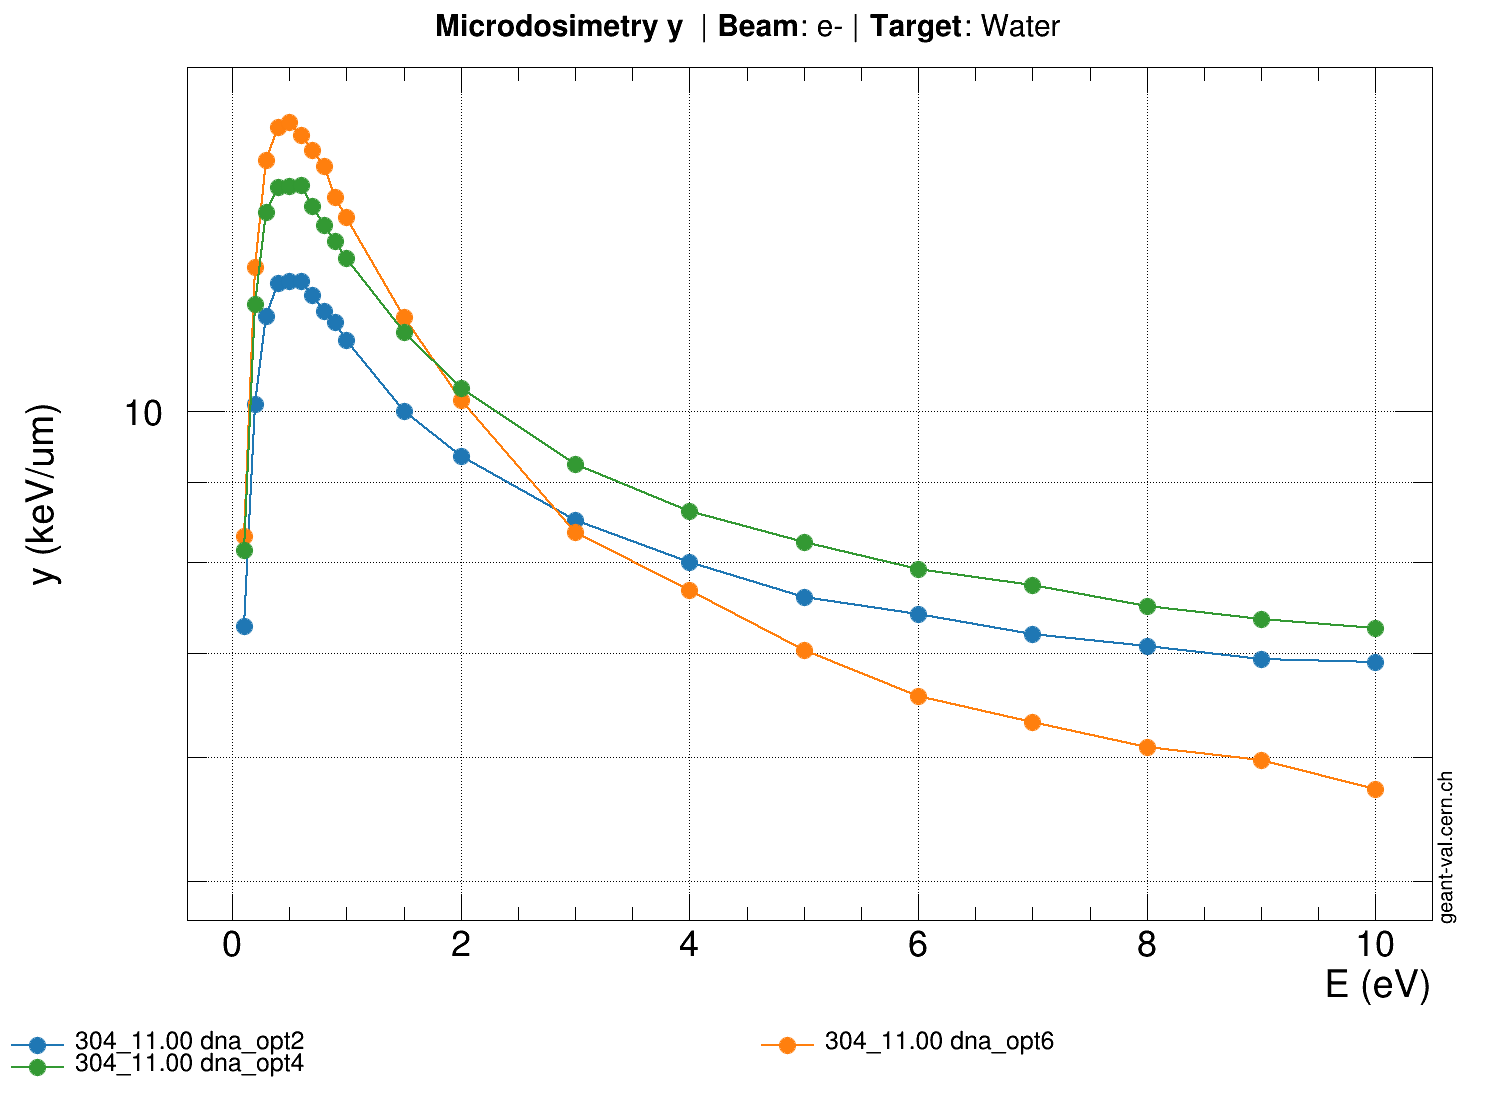 Microdosimetry y | Beam: e- | Target: Water
y (keV/um)
10
0 2 4 6 8 10
E (eV)
geant-val.cern.ch
304_11.00 dna_opt2
304_11.00 dna_opt6
304_11.00 dna_opt4